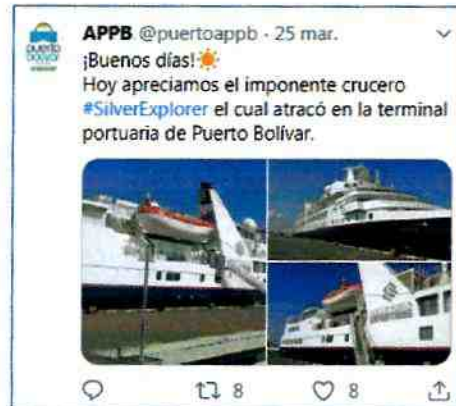 APPB @puertoappb · 25 mar.
puerto
bolívar
¡Buenos días!☀
Hoy apreciamos el imponente crucero
#SilverExplorer el cual atracó en la terminal
portuaria de Puerto Bolívar.
8
8